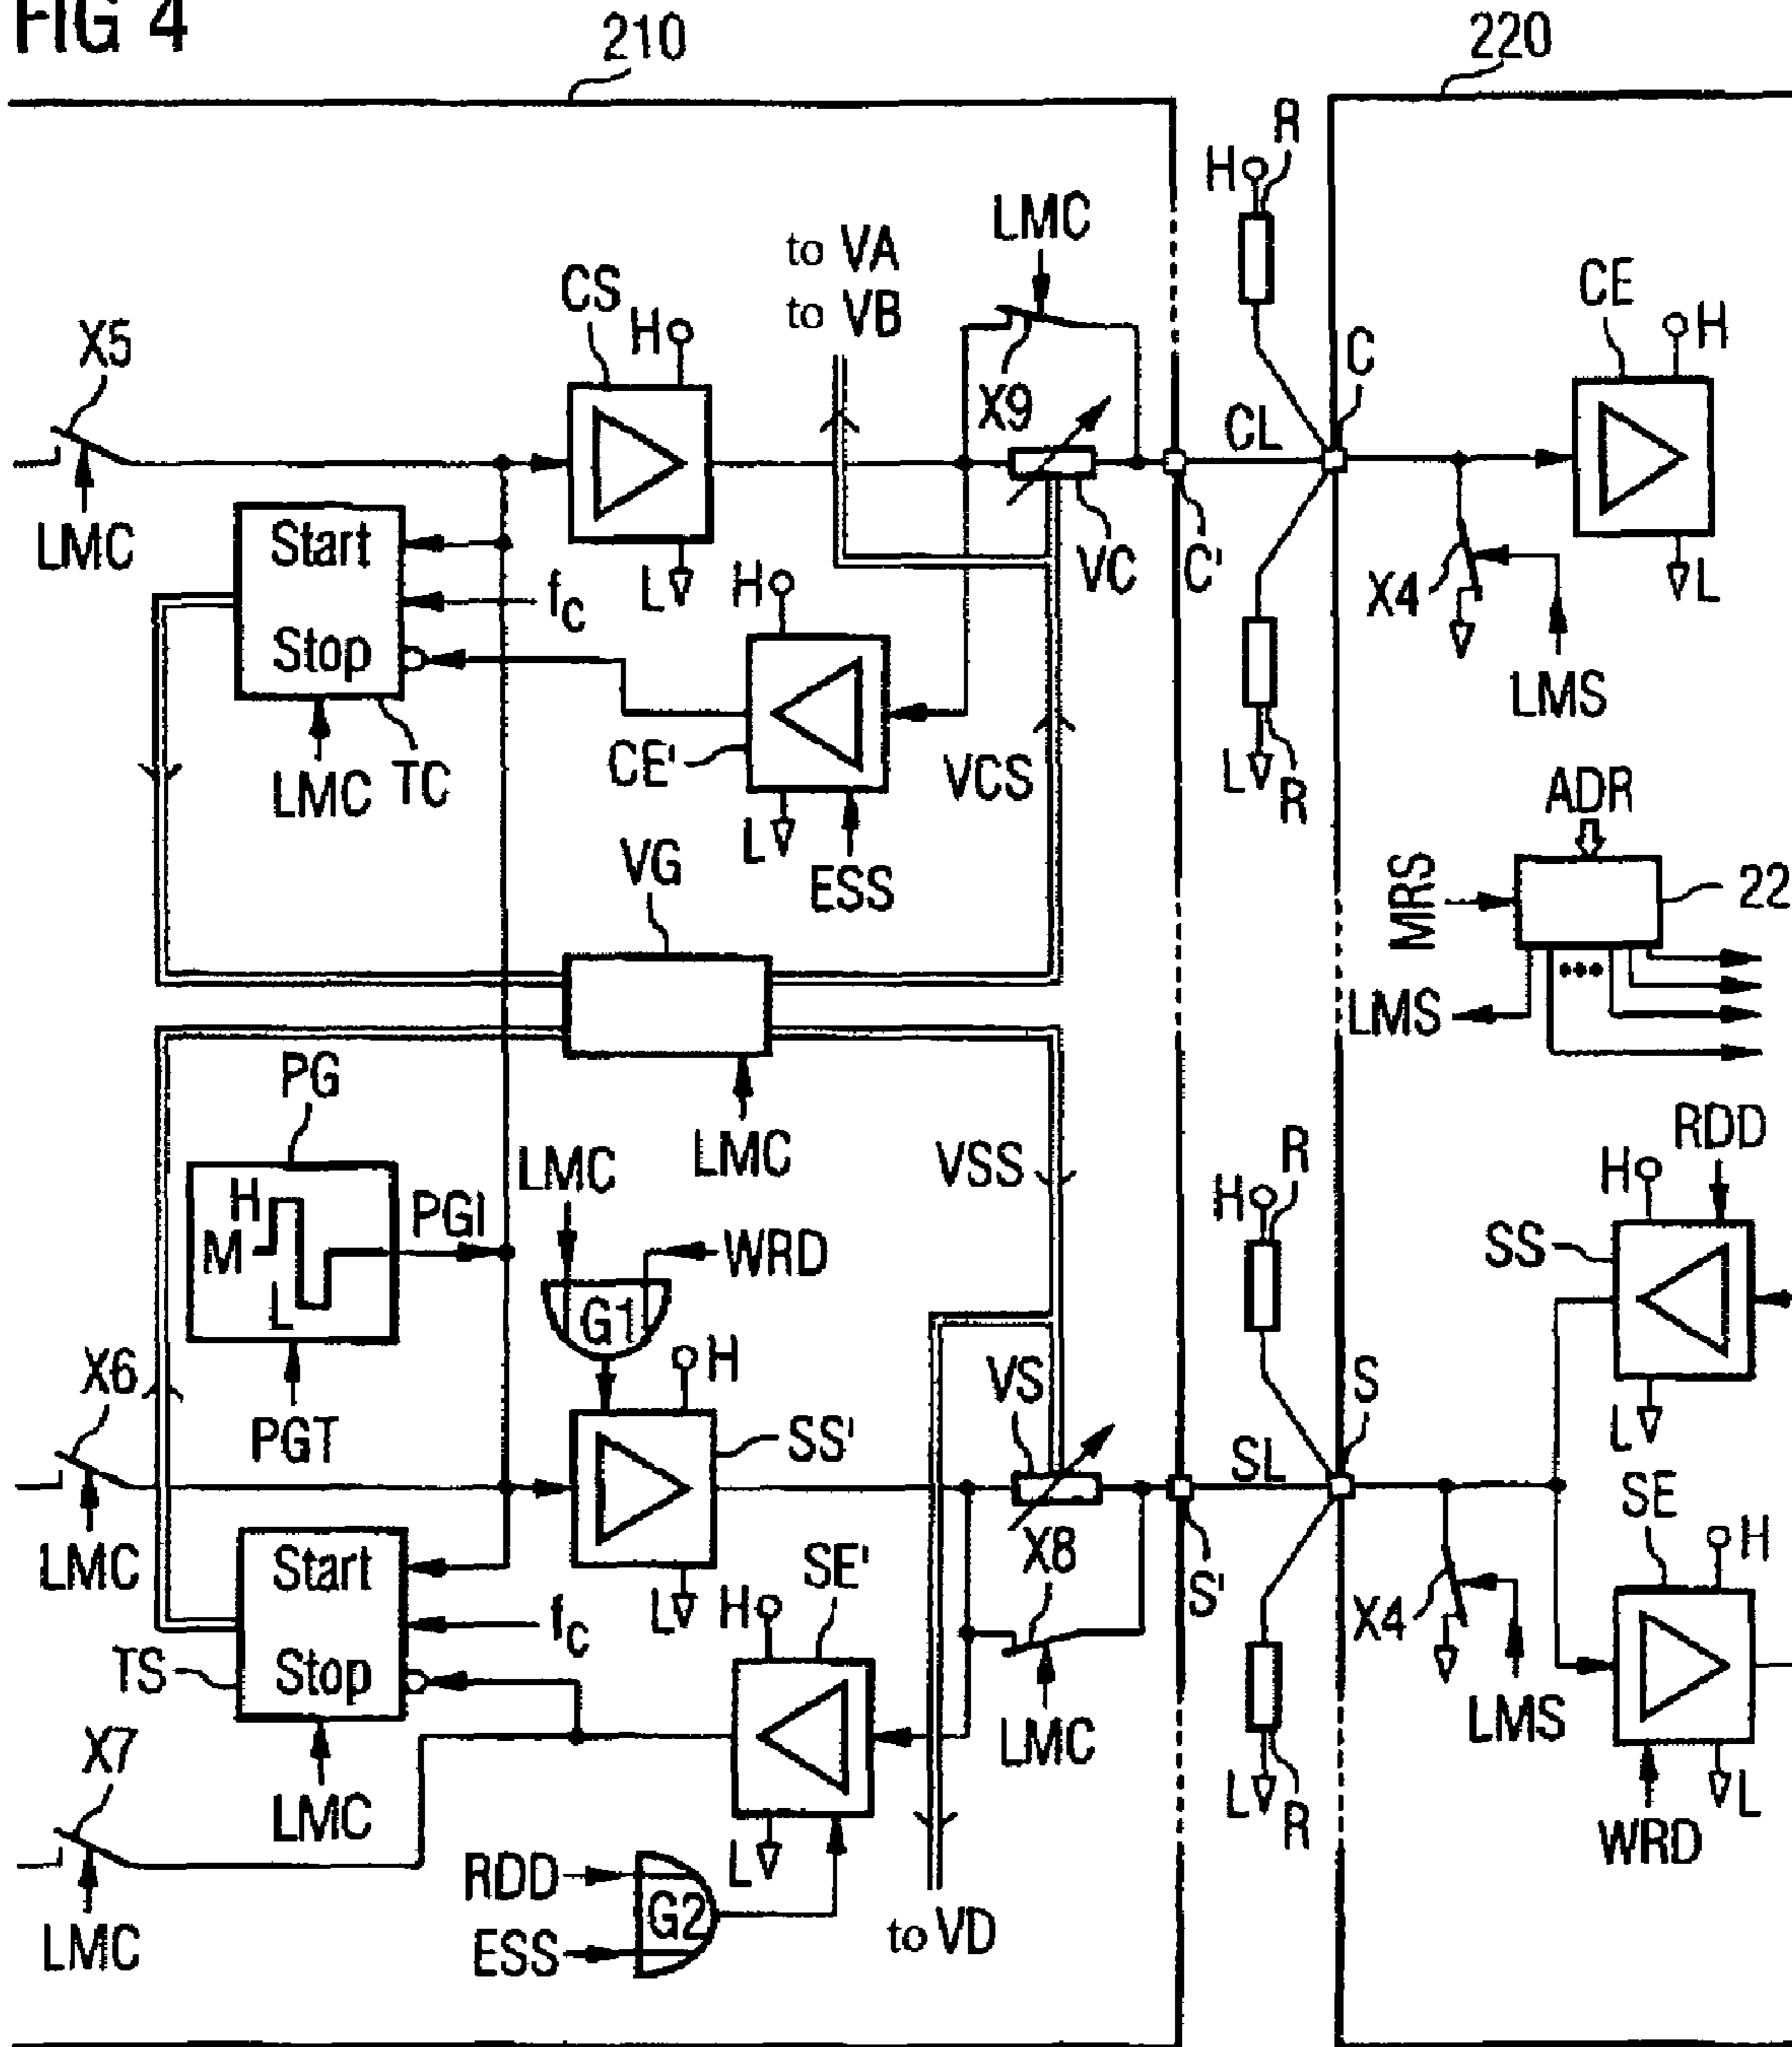 FIG 4
210
220
R
H
LMC
to VA
to VB
CS
H
CE
H
X5
X9
C
CL
LMC
Start
fC
Stop
L
H
VC
C'
X4
L
LMS
LMC
TC
CE'
VCS
L
R
ADR
L
ESS
VG
MRS
22
LMS
PG
LMC
LMC
VSS
R
RDD
H
H
M
L
PGI
WRD
G1
H
SS
X6
PGT
H
VS
S
L
SS'
SL
SE
LMC
Start
fC
Stop
L
H
SE'
X8
S'
X4
H
TS
LMS
X7
LMC
LMC
L
L
R
L
WRD
RDD
G2
ESS
to VD
LMC